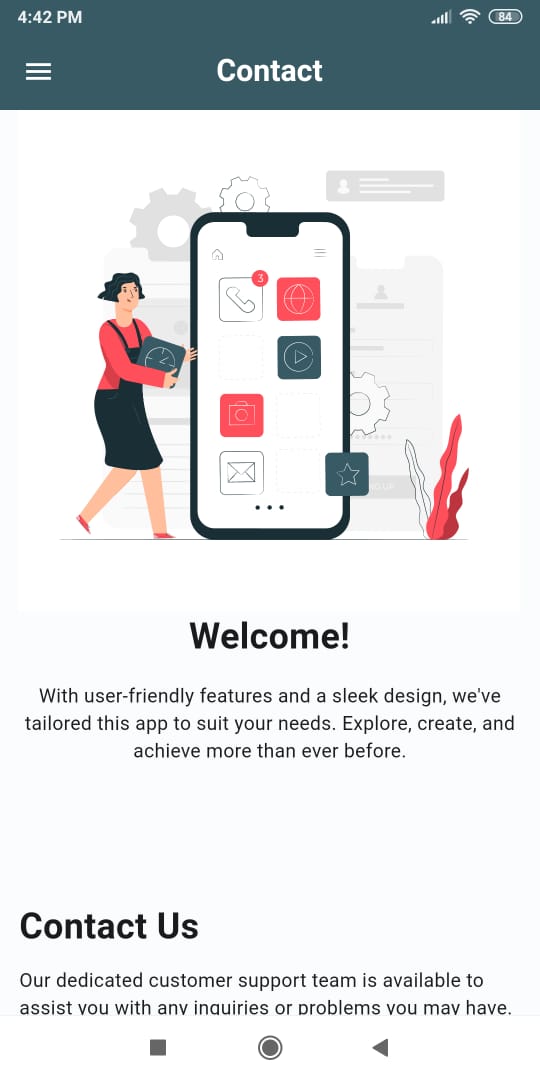 4:42 PM
84
Contact
3
Welcome!
With user-friendly features and a sleek design, we've
tailored this app to suit your needs. Explore, create, and
achieve more than ever before.
Contact Us
Our dedicated customer support team is available to
assist you with any inquiries or problems you may have.